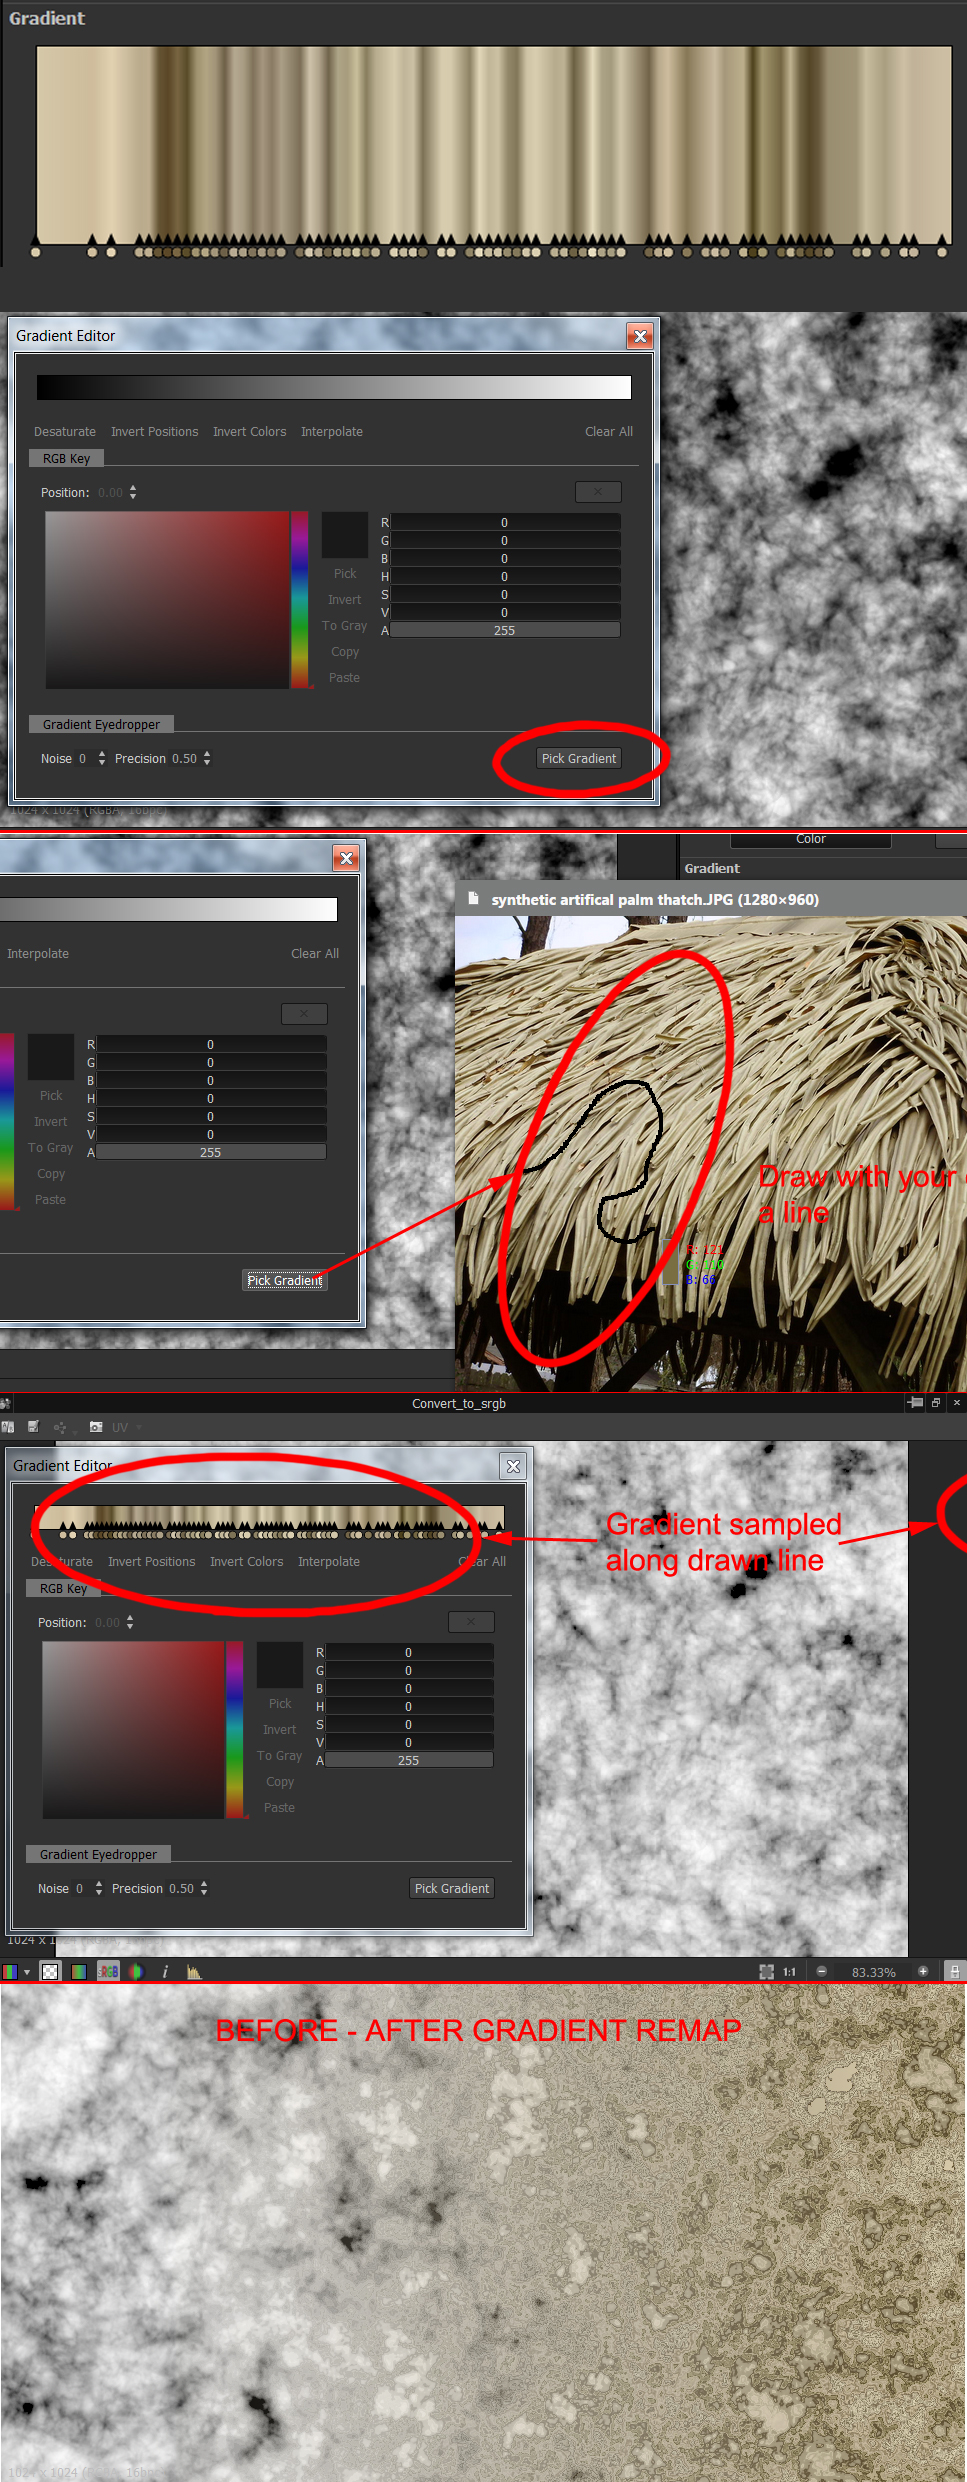 Gradient
Gradient Editor
Desaturate Invert Positions Invert Colors Interpolate Clear All
RGB Key
Position: 0.00
R 0
G 0
B 0
H 0
S 0
V 0
A 255
Pick
Invert
To Gray
Copy
Paste
Gradient Eyedropper
Noise 0 Precision 0.50 Pick Gradient
1024 x 1024 (RGBA, 16bpc)
Color
Gradient
synthetic artifical palm thatch.JPG (1280×960)
Interpolate Clear All
R 0
G 0
B 0
H 0
S 0
V 0
A 255
Pick
Invert
To Gray
Copy
Paste
Draw with your
a line
R: 121
G: 110
B: 66
Pick Gradient
Convert_to_srgb
UV
Gradient Editor
Gradient sampled
along drawn line
Desaturate Invert Positions Invert Colors Interpolate Clear All
RGB Key
Position: 0.00
R 0
G 0
B 0
H 0
S 0
V 0
A 255
Pick
Invert
To Gray
Copy
Paste
Gradient Eyedropper
Noise 0 Precision 0.50 Pick Gradient
1024 x 1024 (RGBA,
sRGB i 1:1 83.33%
BEFORE - AFTER GRADIENT REMAP
1024 x 1024 (RGBA, 16bpc)